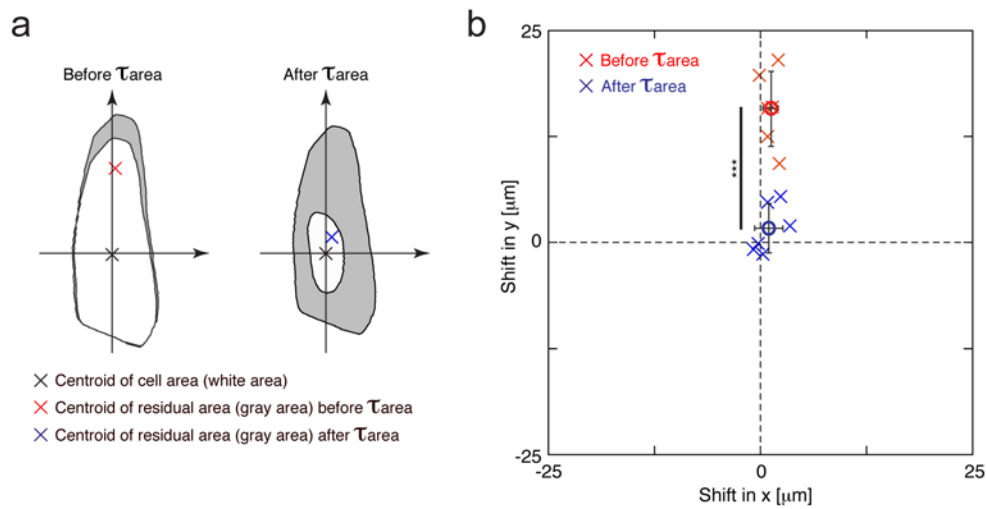 a
Before τarea
After τarea
× Centroid of cell area (white area)
× Centroid of residual area (gray area) before τarea
× Centroid of residual area (gray area) after τarea
b
25
× Before τarea
× After τarea
***
Shift in y [μm]
0
-25
-25
0
25
Shift in x [μm]